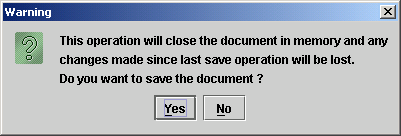 Warning
This operation will close the document in memory and any
changes made since last save operation will be lost.
Do you want to save the document ?
Yes No